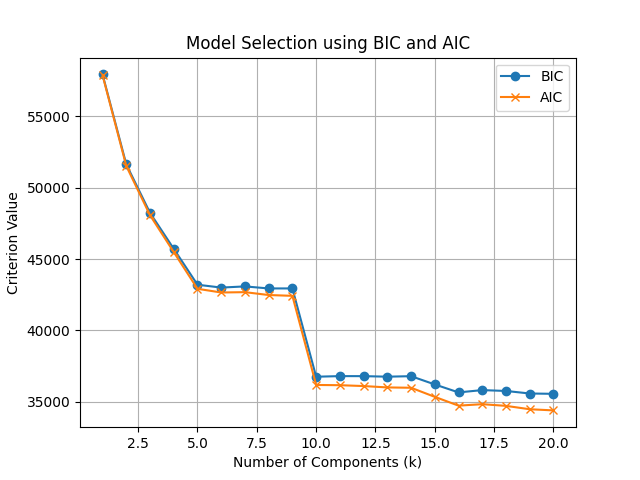 Model Selection using BIC and AIC
BIC
AIC
55000
50000
45000
40000
35000
Criterion Value
2.5 5.0 7.5 10.0 12.5 15.0 17.5 20.0
Number of Components (k)